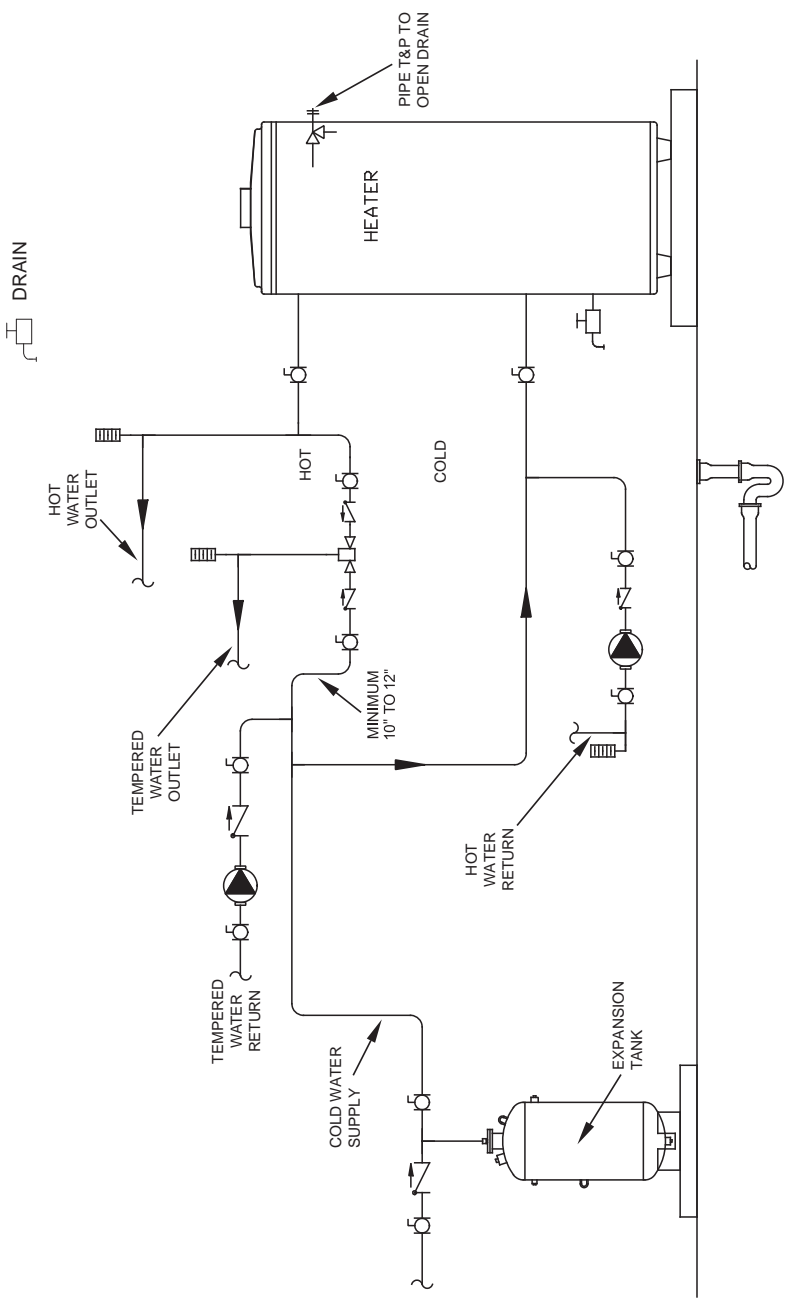 DRAIN
PIPE T&P TO
OPEN DRAIN
HEATER
HOT
WATER
OUTLET
HOT
COLD
TEMPERED
WATER
OUTLET
MINIMUM
10" TO 12"
HOT
WATER
RETURN
TEMPERED
WATER
RETURN
COLD WATER
SUPPLY
EXPANSION
TANK